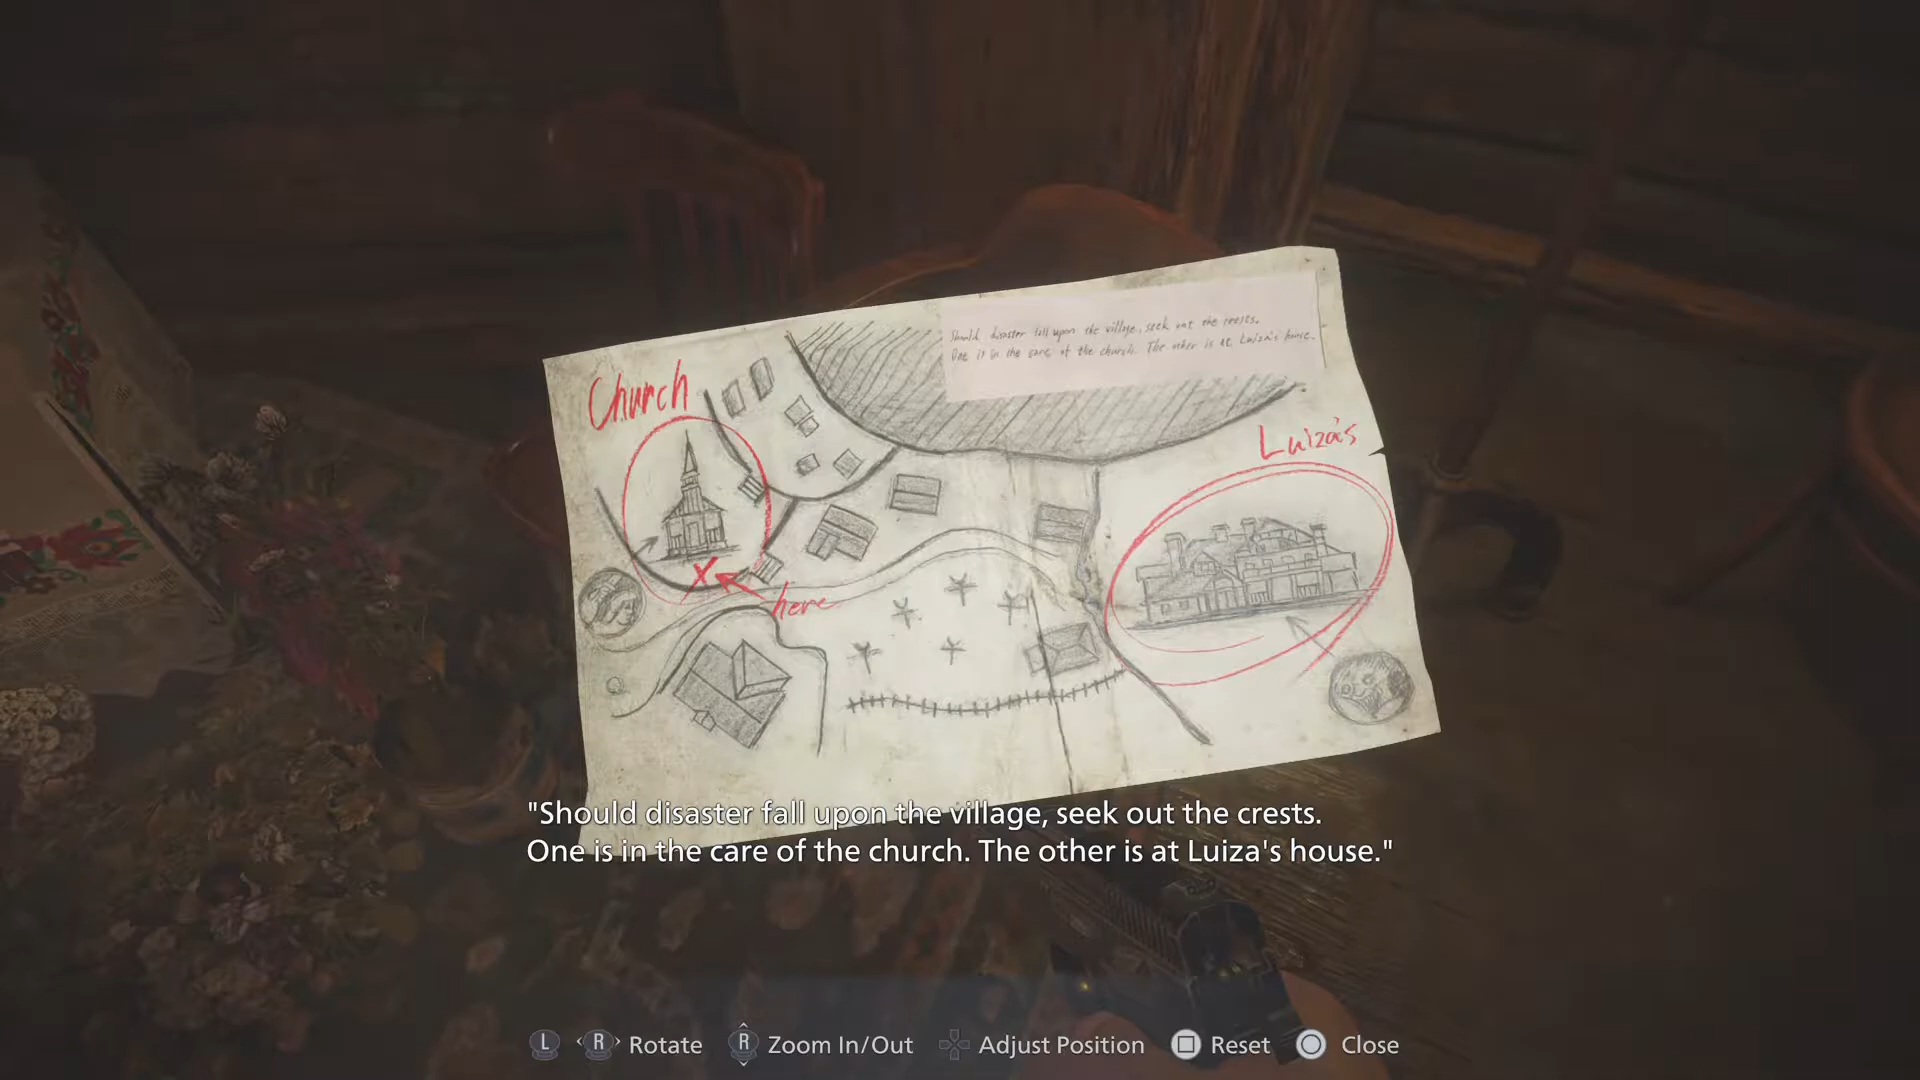 Should disaster fall upon the village, seek out the crests.
One is in the care of the church. The other is at Luiza's house.
Church
Luiza's
X
here
"Should disaster fall upon the village, seek out the crests.
One is in the care of the church. The other is at Luiza's house."
L R Rotate R Zoom In/Out Adjust Position Reset Close